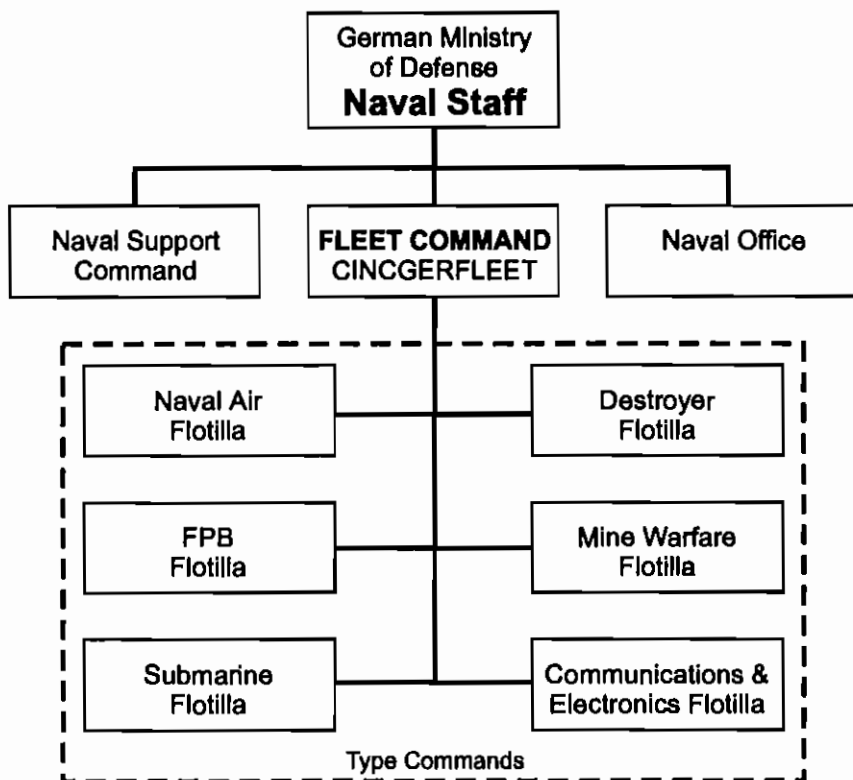 German Ministry
of Defense
Naval Staff
Naval Support
Command
FLEET COMMAND
CINCGERFLEET
Naval Office
Naval Air
Flotilla
Destroyer
Flotilla
FPB
Flotilla
Mine Warfare
Flotilla
Submarine
Flotilla
Communications &
Electronics Flotilla
Type Commands